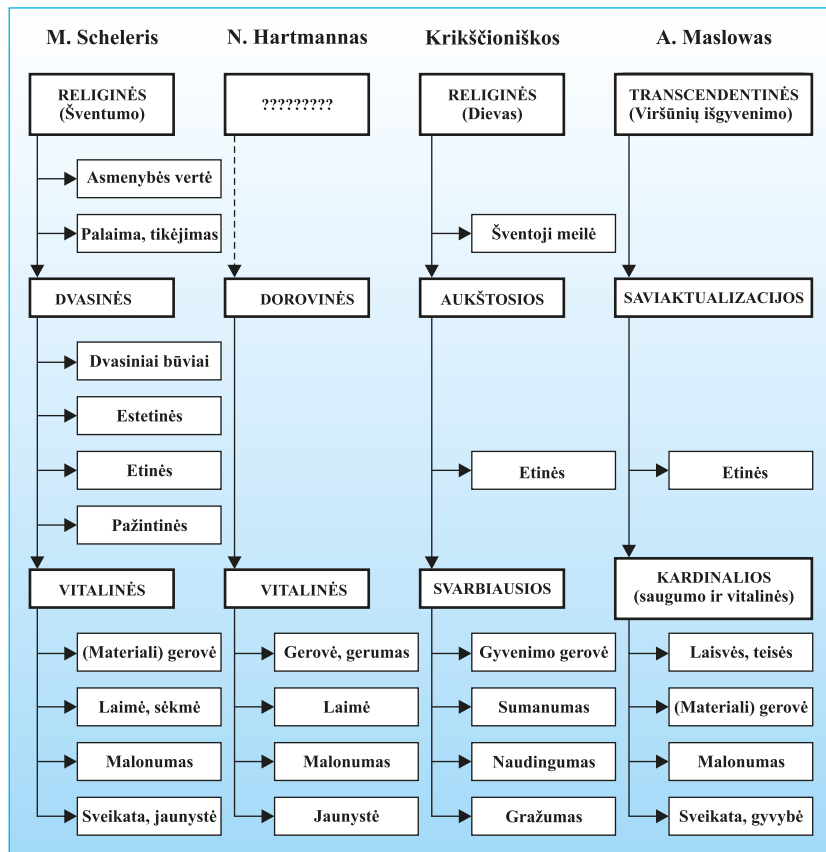 M. Scheleris
RELIGINĖS
(Šventumo)
Asmenybės vertė
Palaima, tikėjimas
DVASINĖS
Dvasiniai būviai
Estetinės
Etinės
Pažintinės
VITALINĖS
(Materiali) gerovė
Laimė, sėkmė
Malonumas
Sveikata, jaunystė
N. Hartmannas
?????????
DOROVINĖS
VITALINĖS
Gerovė, gerumas
Laimė
Malonumas
Jaunystė
Krikščioniškos
RELIGINĖS
(Dievas)
Šventoji meilė
AUKŠTOSIOS
Etinės
SVARBIAUSIOS
Gyvenimo gerovė
Sumanumas
Naudingumas
Gražumas
A. Maslowas
TRANSCENDENTINĖS
(Viršūnių išgyvenimo)
SAVIAKTUALIZACIJOS
Etinės
KARDINALIOS
(saugumo ir vitalinės)
Laisvės, teisės
(Materiali) gerovė
Malonumas
Sveikata, gyvybė